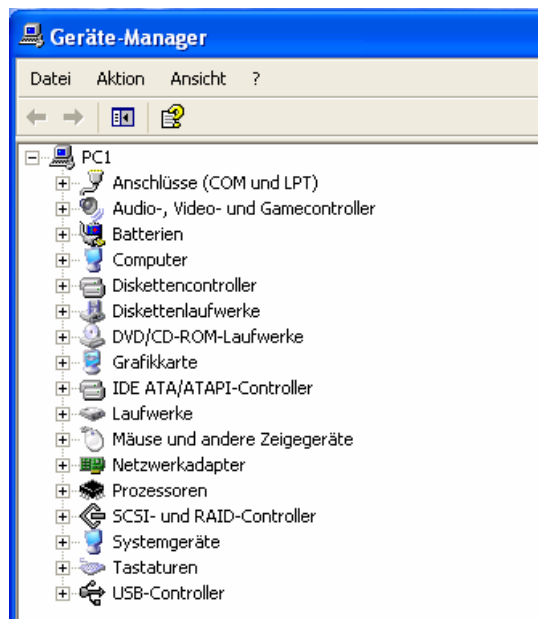 Geräte-Manager
Datei Aktion Ansicht ?
PC1
Anschlüsse (COM und LPT)
Audio-, Video- und Gamecontroller
Batterien
Computer
Diskettencontroller
Diskettenlaufwerke
DVD/CD-ROM-Laufwerke
Grafikkarte
IDE ATA/ATAPI-Controller
Laufwerke
Mäuse und andere Zeigegeräte
Netzwerkadapter
Prozessoren
SCSI- und RAID-Controller
Systemgeräte
Tastaturen
USB-Controller